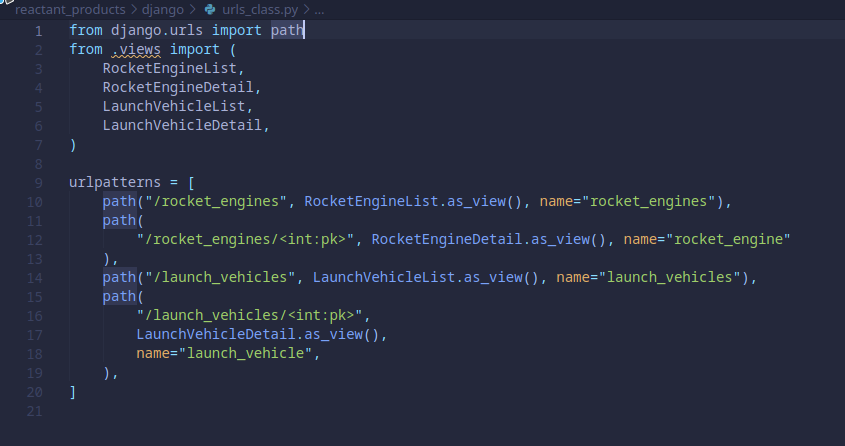 reactant_products > django > urls_class.py > ...
1 from django.urls import path
2 from .views import (
3     RocketEngineList,
4     RocketEngineDetail,
5     LaunchVehicleList,
6     LaunchVehicleDetail,
7 )
8
9 urlpatterns = [
10     path("/rocket_engines", RocketEngineList.as_view(), name="rocket_engines"),
11     path(
12         "/rocket_engines/<int:pk>", RocketEngineDetail.as_view(), name="rocket_engine"
13     ),
14     path("/launch_vehicles", LaunchVehicleList.as_view(), name="launch_vehicles"),
15     path(
16         "/launch_vehicles/<int:pk>",
17         LaunchVehicleDetail.as_view(),
18         name="launch_vehicle",
19     ),
20 ]
21